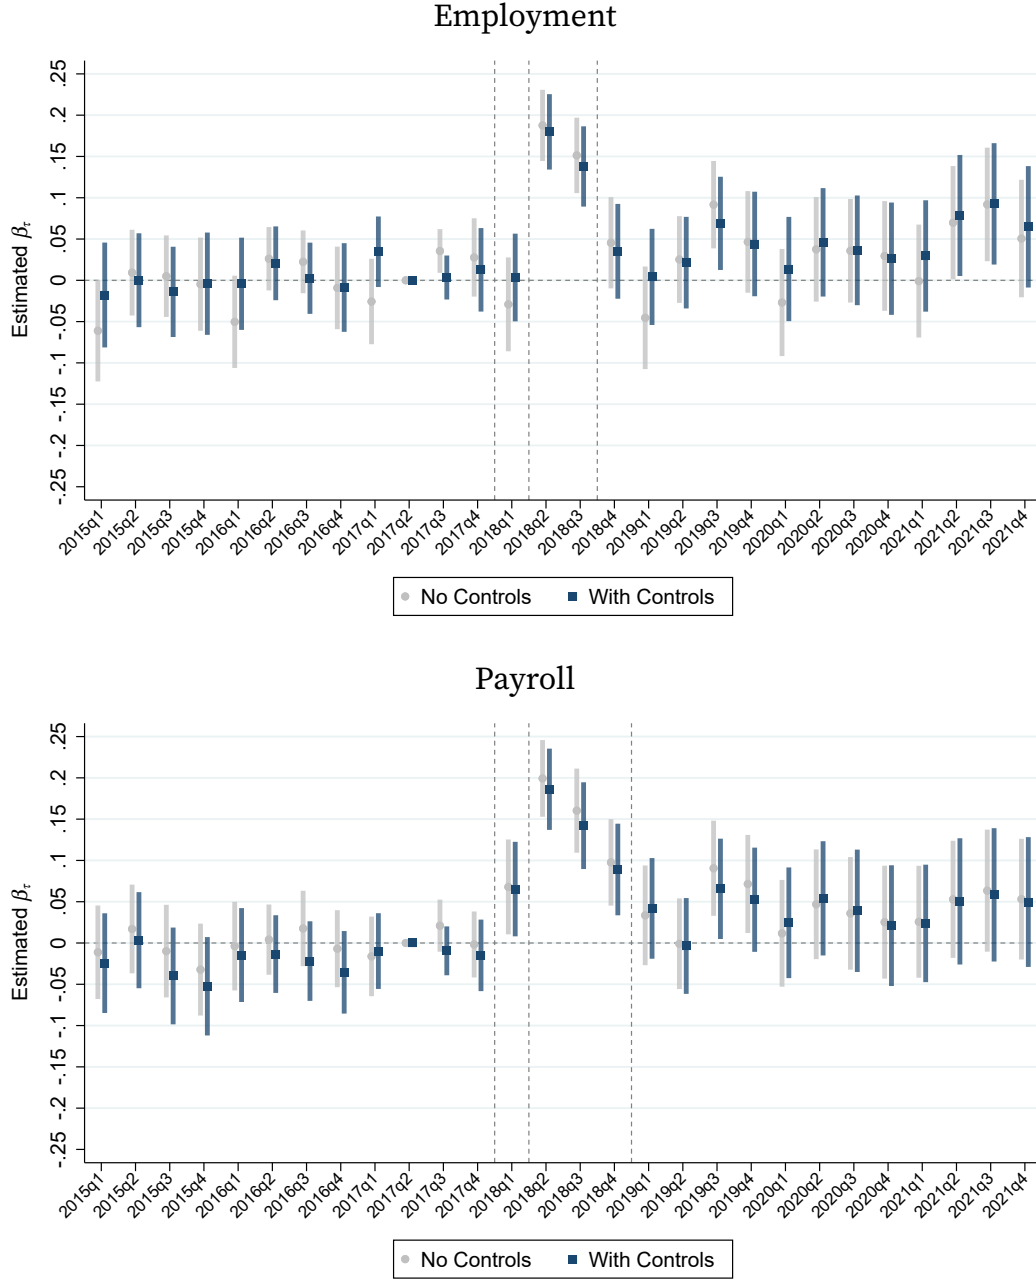 Employment
Estimated βτ
.25
.2
.15
.1
.05
0
-.05
-.1
-.15
-.2
-.25
2015q1
2015q2
2015q3
2015q4
2016q1
2016q2
2016q3
2016q4
2017q1
2017q2
2017q3
2017q4
2018q1
2018q2
2018q3
2018q4
2019q1
2019q2
2019q3
2019q4
2020q1
2020q2
2020q3
2020q4
2021q1
2021q2
2021q3
2021q4
No Controls
With Controls
Payroll
Estimated βτ
.25
.2
.15
.1
.05
0
-.05
-.1
-.15
-.2
-.25
2015q1
2015q2
2015q3
2015q4
2016q1
2016q2
2016q3
2016q4
2017q1
2017q2
2017q3
2017q4
2018q1
2018q2
2018q3
2018q4
2019q1
2019q2
2019q3
2019q4
2020q1
2020q2
2020q3
2020q4
2021q1
2021q2
2021q3
2021q4
No Controls
With Controls